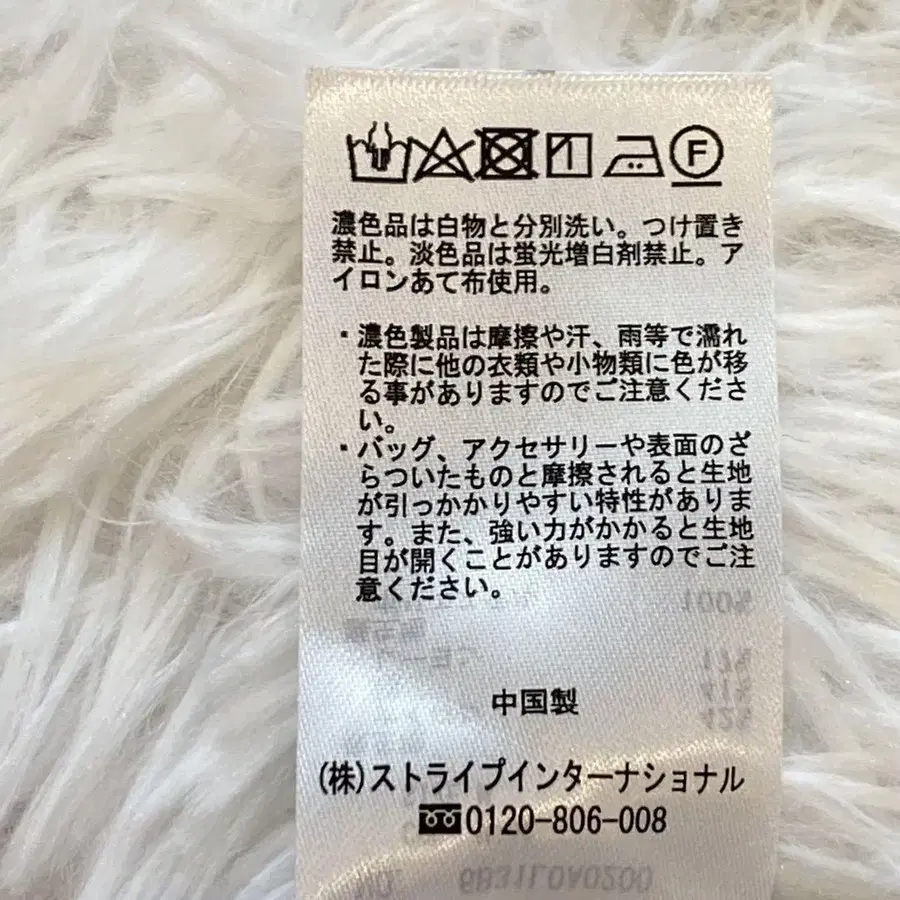 F
濃色品は白物と分別洗い。つけ置き
禁止。淡色品は蛍光増白剤禁止。ア
イロンあて布使用。
・濃色製品は摩擦や汗、雨等で濡れ
た際に他の衣類や小物類に色が移
る事がありますのでご注意くださ
い。
・バッグ、アクセサリーや表面のざ
らついたものと摩擦されると生地
が引っかかりやすい特性がありま
す。また、強い力がかかると生地
目が開くことがありますのでご注
意ください。
100%
17%
41%
42%
中国製
(株)ストライプインターナショナル
0120-806-008